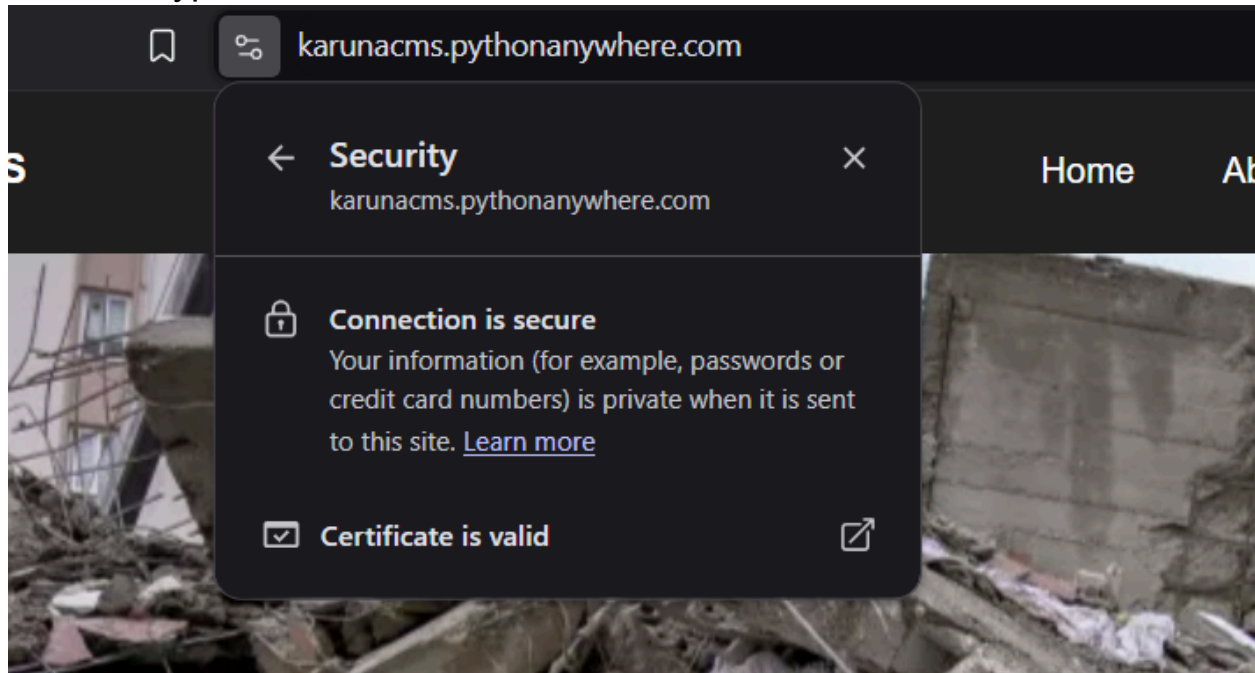 karunacms.pythonanywhere.com
Security
karunacms.pythonanywhere.com
Home
Connection is secure
Your information (for example, passwords or
credit card numbers) is private when it is sent
to this site. Learn more
Certificate is valid